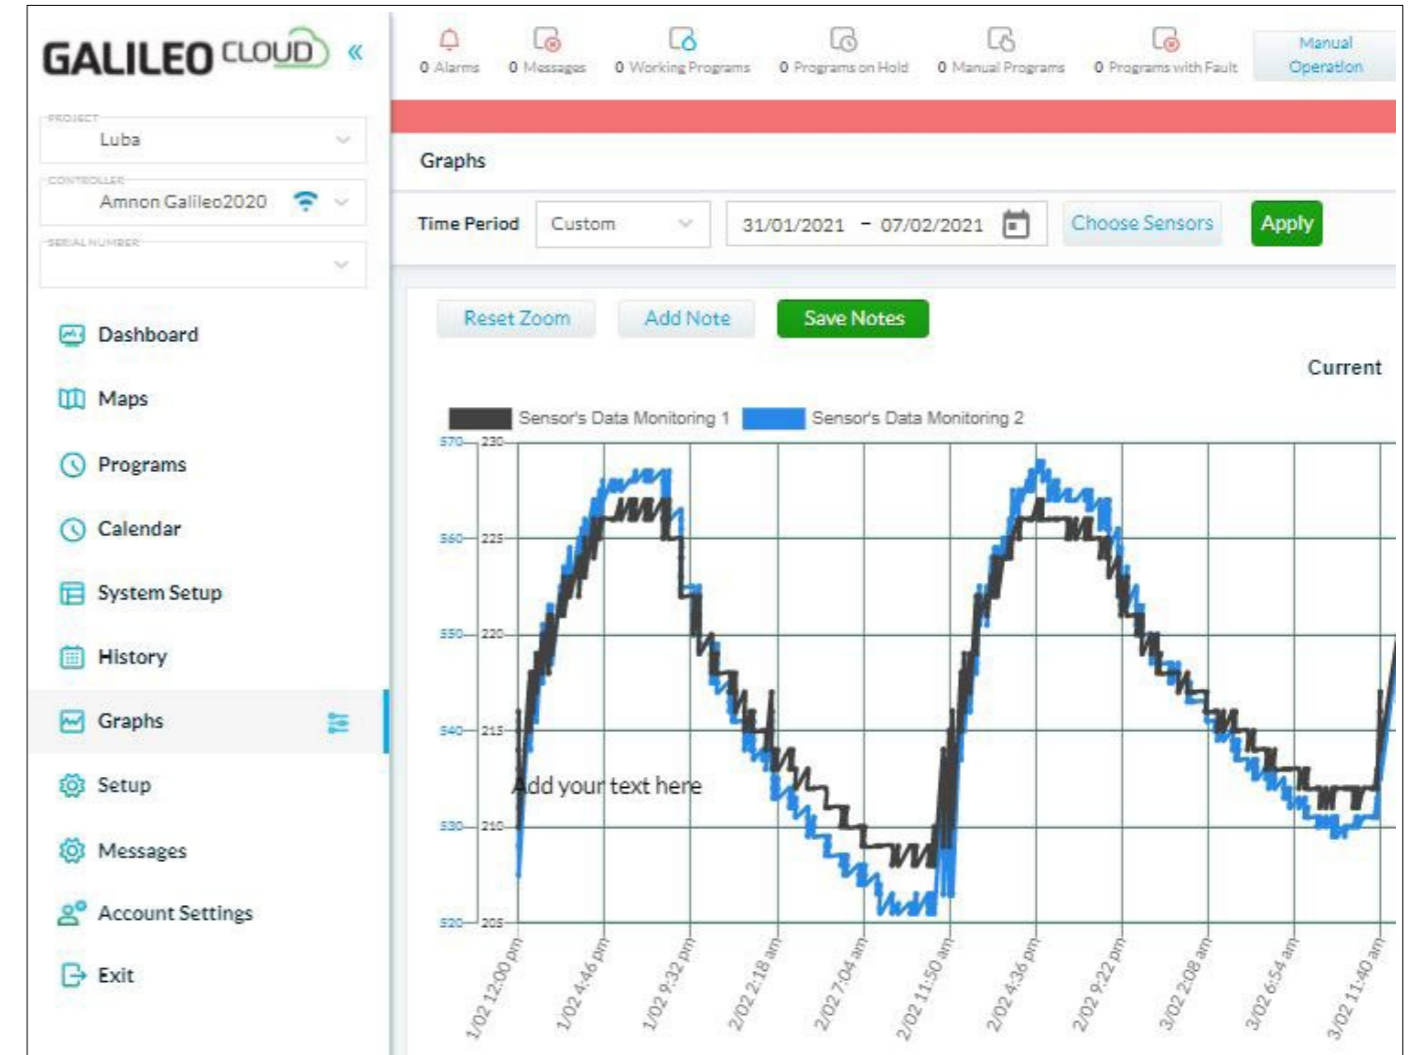 GALILEO CLOUD «
0 Alarms
0 Messages
0 Working Programs
0 Programs on Hold
0 Manual Programs
0 Programs with Fault
Manual
Operation
PROJECT
Luba
CONTROLLER
Amnon Galileo2020
SERIAL NUMBER
Dashboard
Maps
Programs
Calendar
System Setup
History
Graphs
Setup
Messages
Account Settings
Exit
Graphs
Time Period Custom 31/01/2021 - 07/02/2021 Choose Sensors Apply
Reset Zoom Add Note Save Notes
Current
Sensor's Data Monitoring 1 Sensor's Data Monitoring 2
570 230
560 225
550 220
540 215
Add your text here
530 210
520 205
1/02 12:00 pm
1/02 4:46 pm
1/02 9:32 pm
2/02 2:18 am
2/02 7:04 am
2/02 11:50 am
2/02 4:36 pm
2/02 9:22 pm
3/02 2:08 am
3/02 6:54 am
3/02 11:40 am